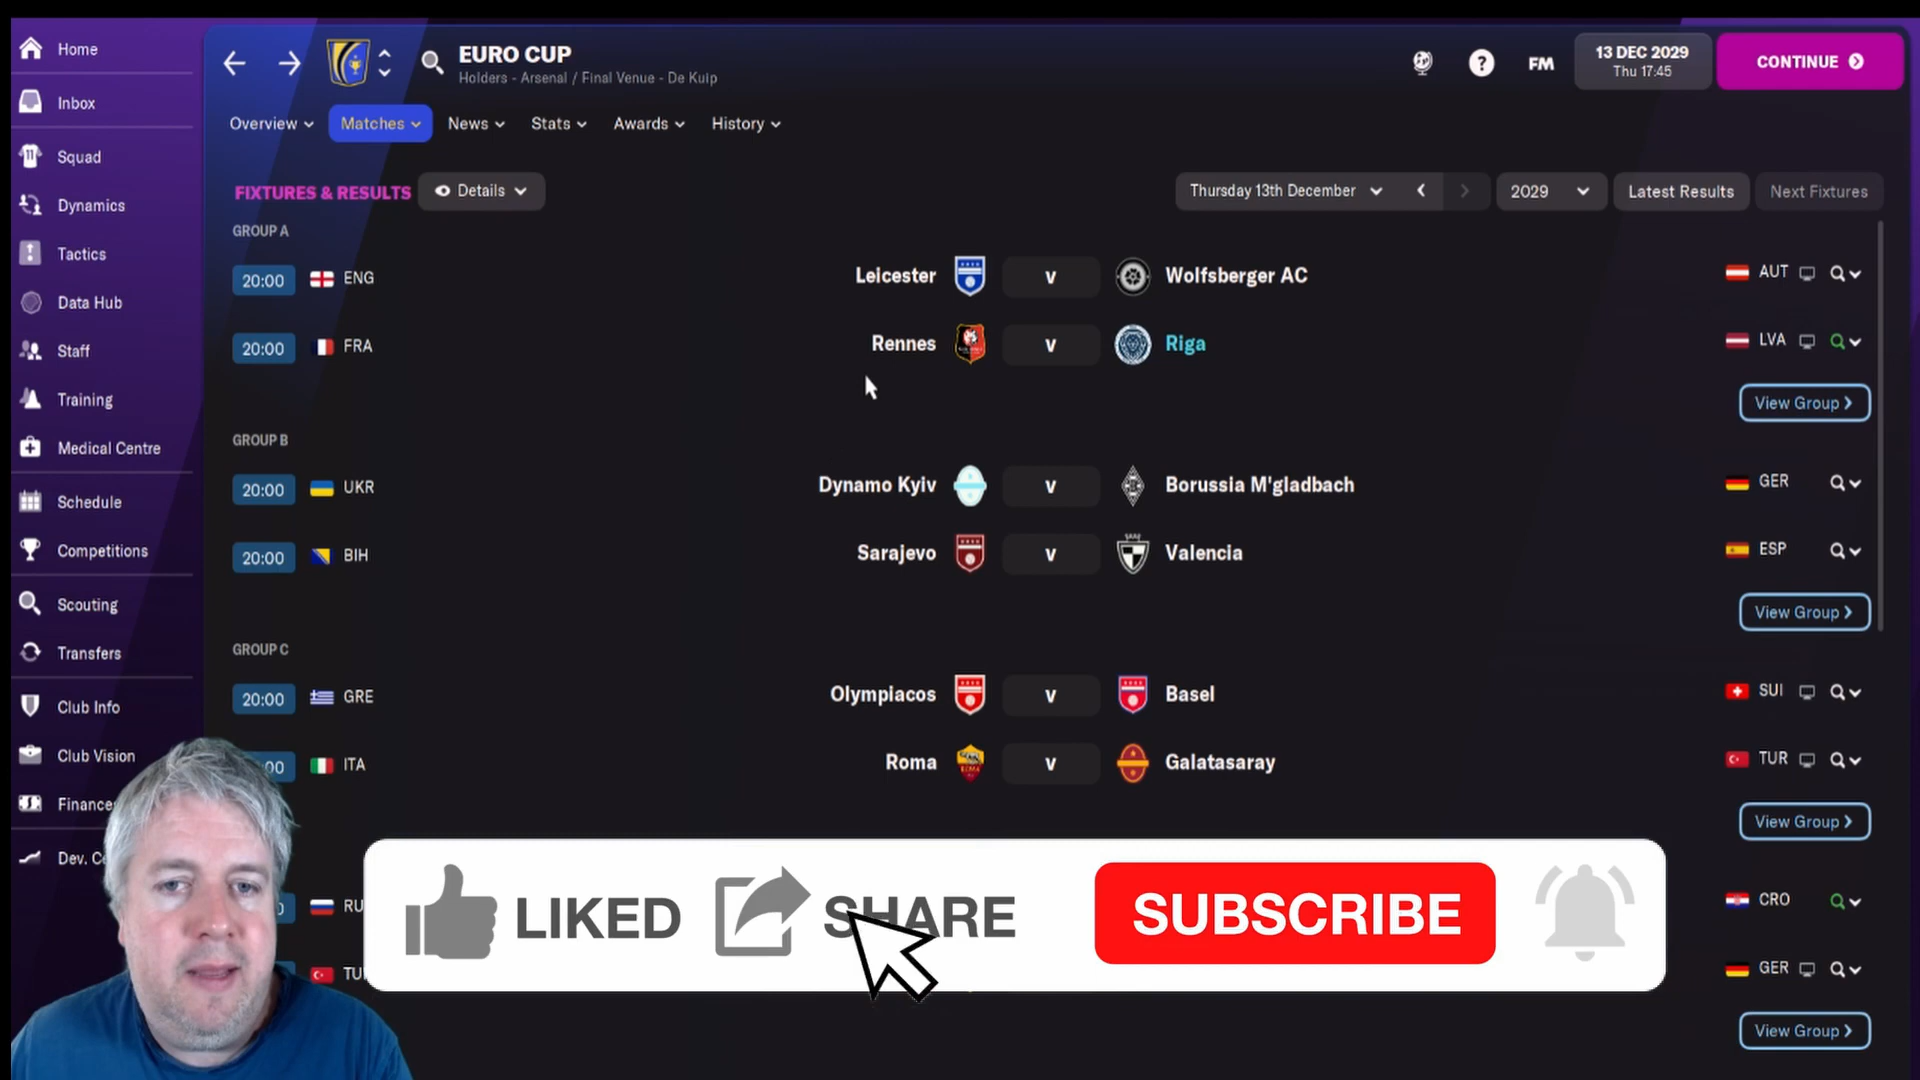 Home
Inbox
Squad
Dynamics
Tactics
Data Hub
Staff
Training
Medical Centre
Schedule
Competitions
Scouting
Transfers
Club Info
Club Vision
Finance
Dev. C
EURO CUP
Holders - Arsenal / Final Venue - De Kuip
? FM
13 DEC 2029
Thu 17:45
CONTINUE
Overview Matches News Stats Awards History
FIXTURES & RESULTS Details Thursday 13th December 2029 Latest Results Next Fixtures
GROUP A
20:00 ENG Leicester v Wolfsberger AC AUT
20:00 FRA Rennes v Riga LVA
View Group
GROUP B
20:00 UKR Dynamo Kyiv v Borussia M'gladbach GER
20:00 BIH Sarajevo v Valencia ESP
View Group
GROUP C
20:00 GRE Olympiacos v Basel SUI
00 ITA Roma v Galatasaray TUR
View Group
RU CRO
TU GER
View Group
LIKED SHARE SUBSCRIBE